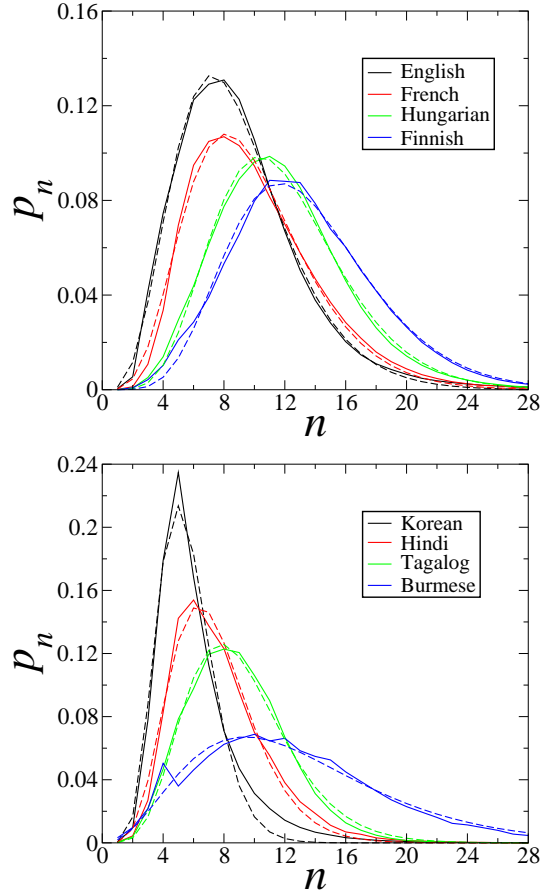 0.16
0.12
0.08
0.04
0
p_n
English
French
Hungarian
Finnish
0 4 8 12 16 20 24 28
n
0.24
0.2
0.16
0.12
0.08
0.04
0
p_n
Korean
Hindi
Tagalog
Burmese
0 4 8 12 16 20 24 28
n